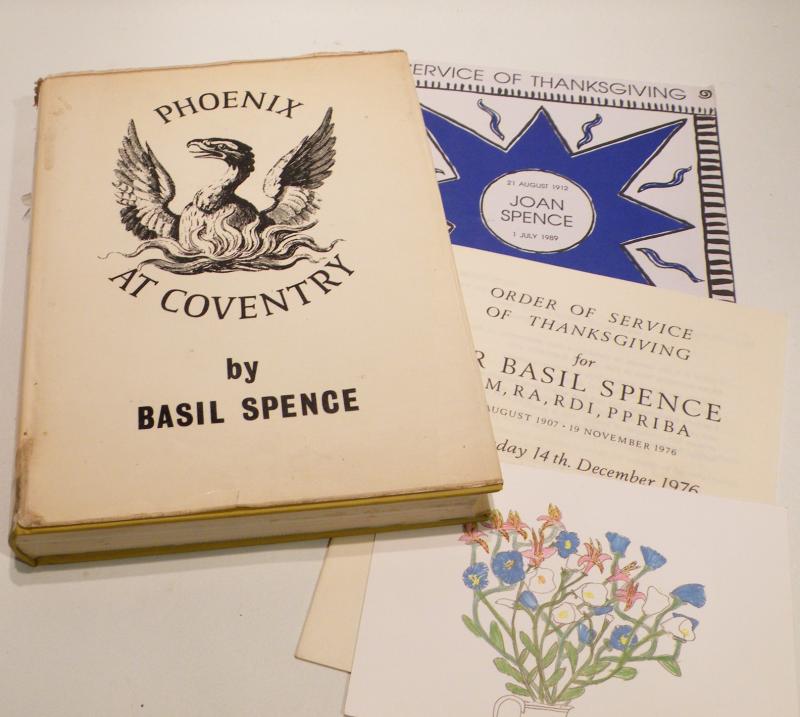 PHOENIX
AT COVENTRY
by
BASIL SPENCE
SERVICE OF THANKSGIVING
21 AUGUST 1912
JOAN
SPENCE
1 JULY 1989
ORDER OF SERVICE
OF THANKSGIVING
for
R BASIL SPENCE
M, RA, RDI, PPRIBA
AUGUST 1907 · 19 NOVEMBER 1976
day 14th. December 1976